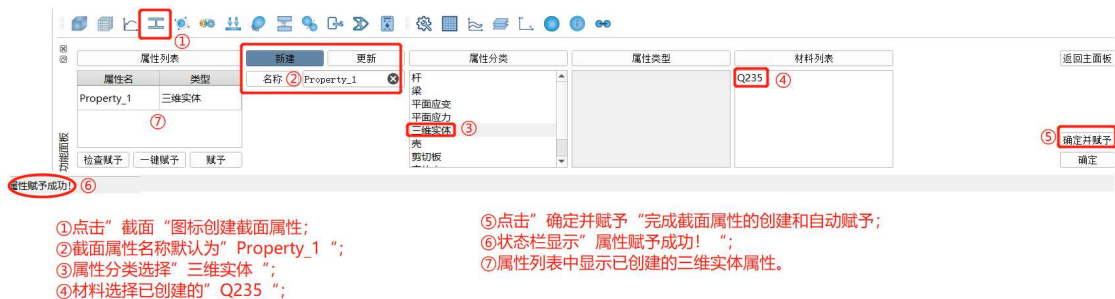 ①
属性列表
新建
更新
属性分类
属性类型
材料列表
返回主面板
属性名
类型
名称
②
Property_1
杆
梁
平面应变
平面应力
三维实体
③
壳
剪切板
Q235
④
Property_1
三维实体
⑦
功能面板
检查赋予
一键赋予
赋予
⑤
确定并赋予
确定
属性赋予成功!
⑥
①点击”截面“图标创建截面属性;
②截面属性名称默认为”Property_1“;
③属性分类选择”三维实体“;
④材料选择已创建的”Q235“;
⑤点击”确定并赋予“完成截面属性的创建和自动赋予;
⑥状态栏显示”属性赋予成功!“;
⑦属性列表中显示已创建的三维实体属性。